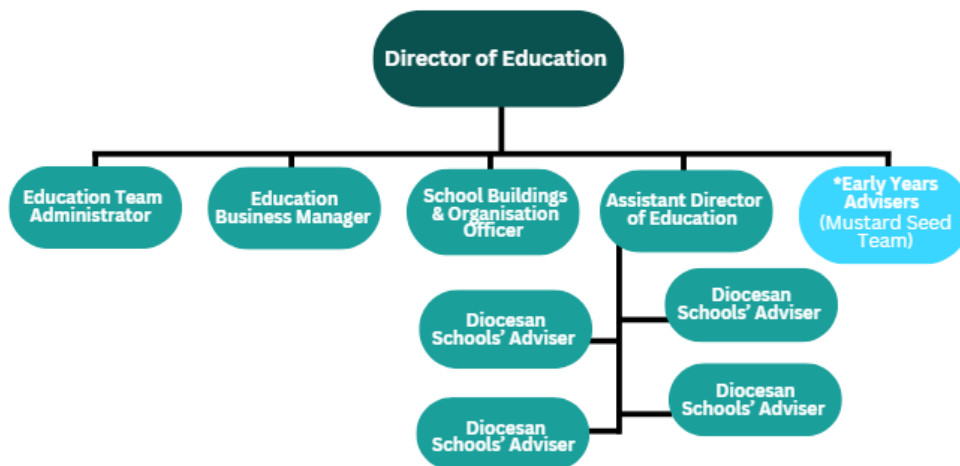 Director of Education
Education Team
Administrator
Education
Business Manager
School Buildings
& Organisation
Officer
Assistant Director
of Education
*Early Years
Advisers
(Mustard Seed
Team)
Diocesan
Schools’ Adviser
Diocesan
Schools’ Adviser
Diocesan
Schools’ Adviser
Diocesan
Schools’ Adviser